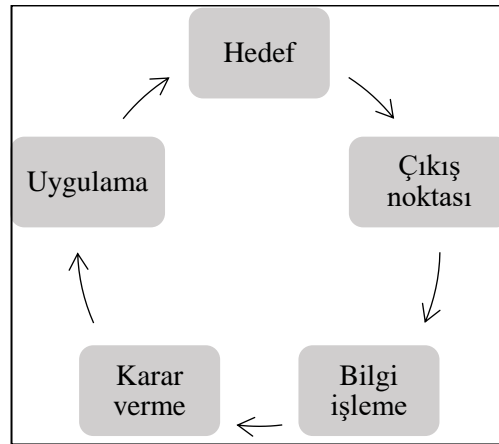 Hedef
Çıkış
noktası
Bilgi
işleme
Karar
verme
Uygulama